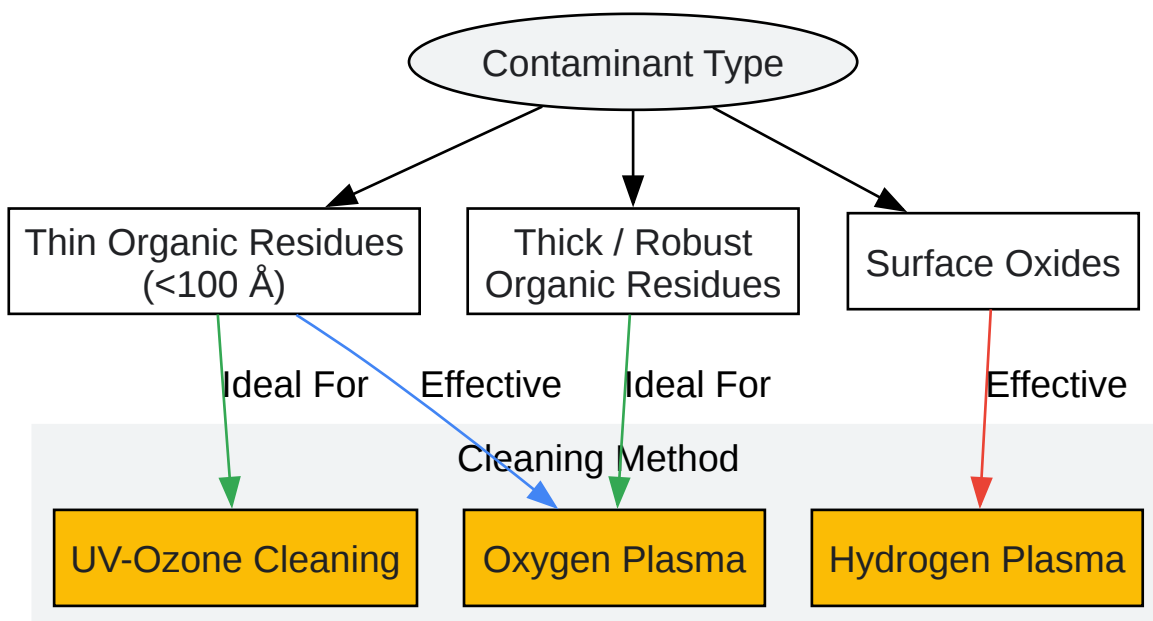 Contaminant Type
Thin Organic Residues
(<100 Å)
Thick / Robust
Organic Residues
Surface Oxides
Ideal For
Effective
Ideal For
Effective
Cleaning Method
UV-Ozone Cleaning
Oxygen Plasma
Hydrogen Plasma